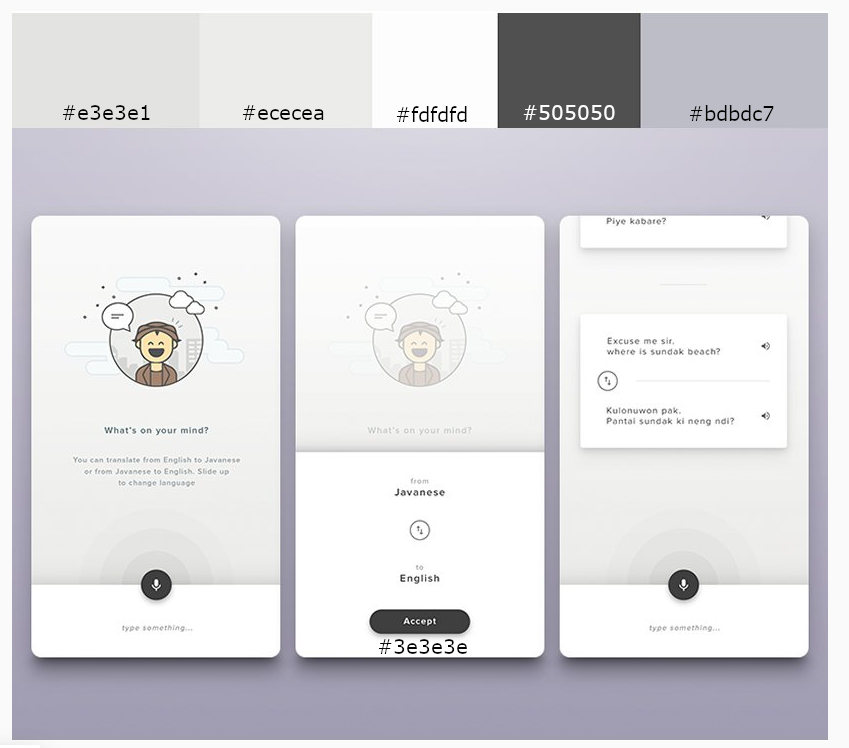 #e3e3e1
#ececea
#fdfdfd
#505050
#bdbdc7
What's on your mind?
You can translate from English to Javanese
or from Javanese to English. Slide up
to change language
type something...
What's on your mind?
from
Javanese
to
English
Accept
#3e3e3e
Piye kabare?
Excuse me sir.
where is sundak beach?
Kulonuwon pak.
Pantai sundak ki neng ndi?
type something...